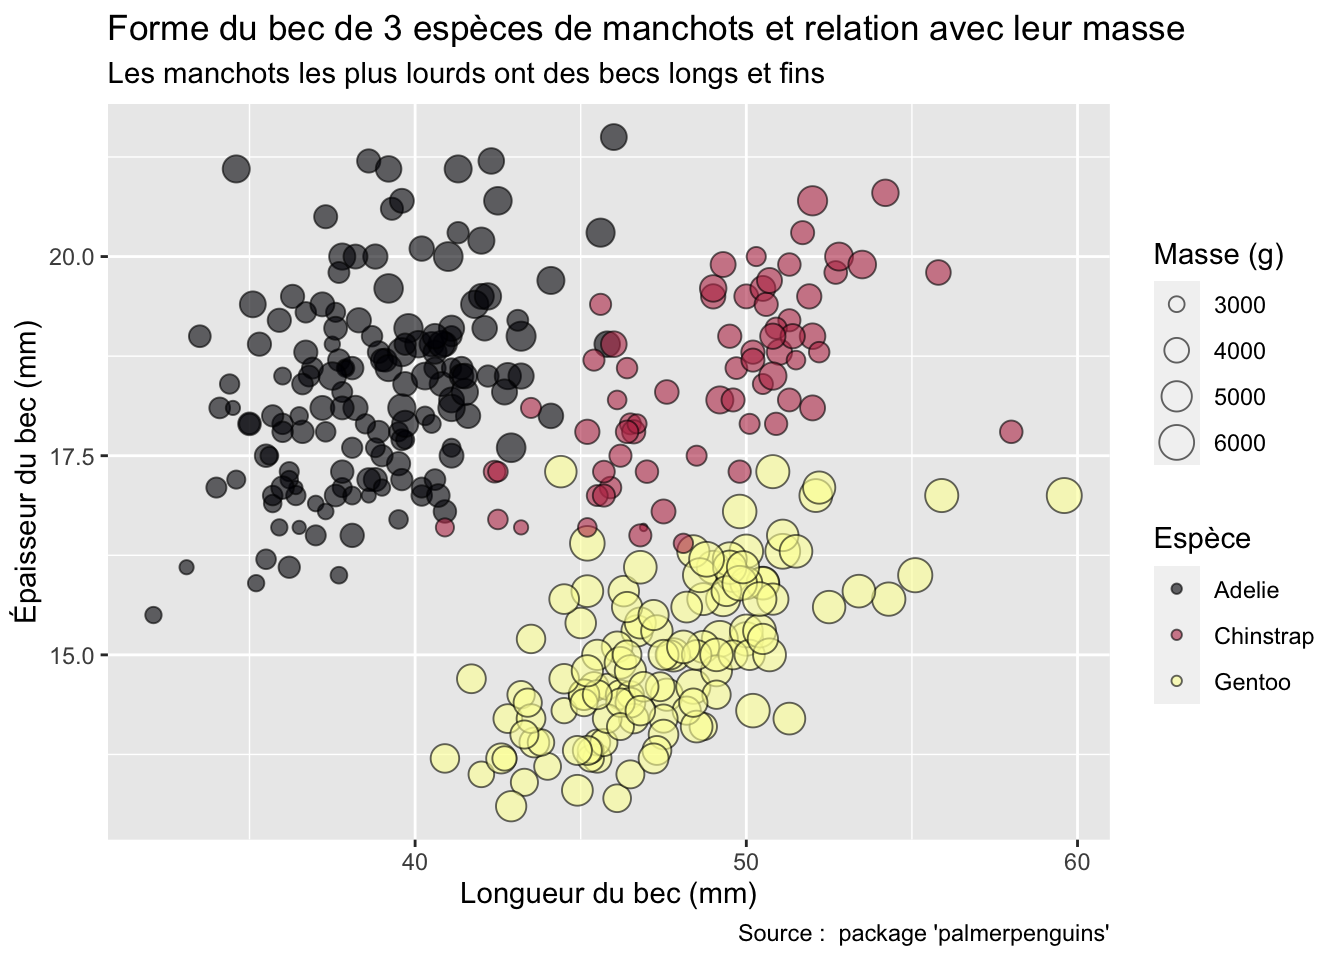 Forme du bec de 3 espèces de manchots et relation avec leur masse
Les manchots les plus lourds ont des becs longs et fins
Épaisseur du bec (mm)
20.0
17.5
15.0
40
50
60
Longueur du bec (mm)
Masse (g)
3000
4000
5000
6000
Espèce
Adelie
Chinstrap
Gentoo
Source :  package 'palmerpenguins'